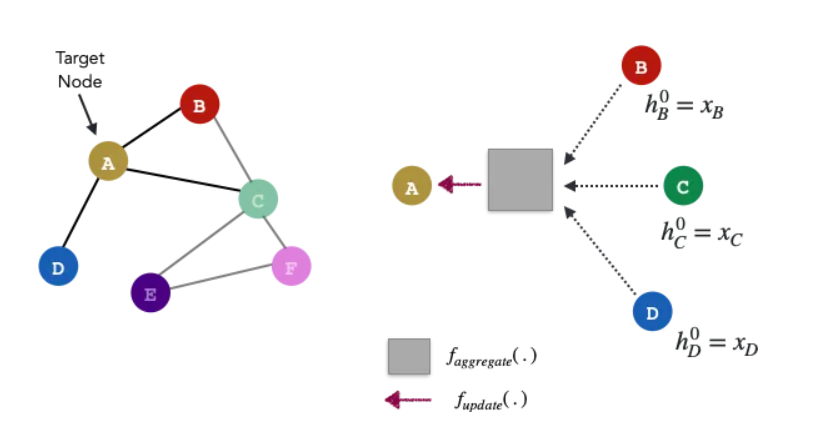 Target
Node
B
A
C
D
E
F
B
h_B^0 = x_B
A
C
h_C^0 = x_C
D
h_D^0 = x_D
f_aggregate(.)
f_update(.)